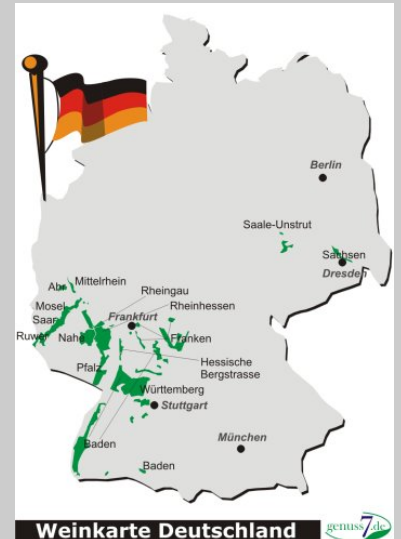 Berlin
Saale-Unstrut
Sachsen
Dresden
Ahr
Mittelrhein
Rheingau
Mosel
Rheinhessen
Saar
Frankfurt
Ruwer
Nahe
Franken
Pfalz
Hessische
Bergstrasse
Württemberg
Stuttgart
Baden
München
Baden
Weinkarte Deutschland
genuss7.de